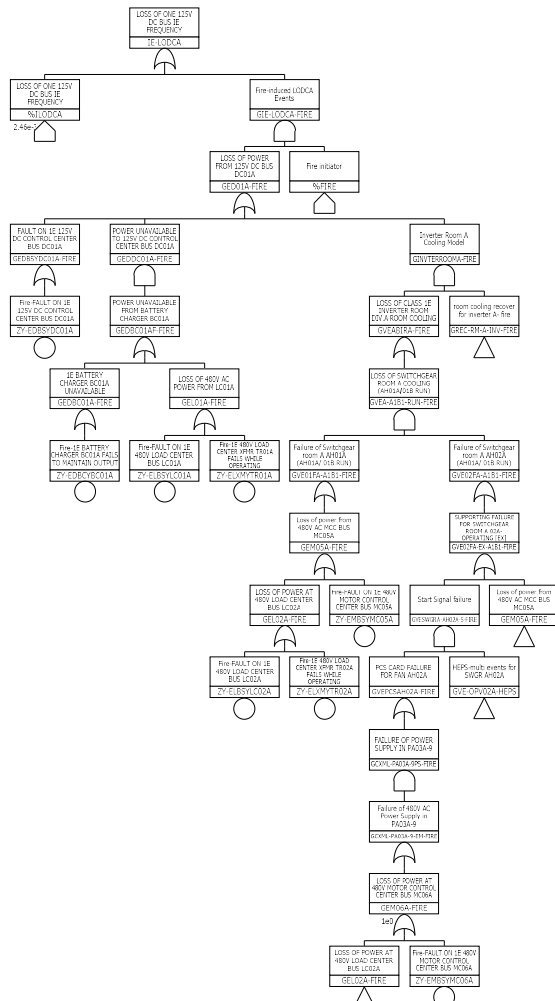 LOSS OF ONE 125V
DC BUS IE
FREQUENCY
IE-LODCA
LOSS OF ONE 125V
DC BUS IE
FREQUENCY
%ILODCA
2.46e-
Fire-induced LODCA
Events
GIE-LODCA-FIRE
LOSS OF POWER
FROM 125V DC BUS
DC01A
GED01A-FIRE
Fire initiator
%FIRE
FAULT ON 1E 125V
DC CONTROL CENTER
BUS DC01A
GEDBSYDC01A-FIRE
POWER UNAVAILABLE
TO 125V DC CONTROL
CENTER BUS DC01A
GEDDC01A-FIRE
Inverter Room A
Cooling Model
GINVTERROOMA-FIRE
Fire-FAULT ON 1E
125V DC CONTROL
CENTER BUS DC01A
ZY-EDBSYDC01A
POWER UNAVAILABLE
FROM BATTERY
CHARGER BC01A
GEDBC01AF-FIRE
LOSS OF CLASS 1E
INVERTER ROOM
DIV.A ROOM COOLING
GVEABIRA-FIRE
room cooling recover
for inverter A- fire
GREC-RM-A-INV-FIRE
1E BATTERY
CHARGER BC01A
UNAVAILABLE
GEDBC01A-FIRE
LOSS OF 480V AC
POWER FROM LC01A
GEL01A-FIRE
LOSS OF SWITCHGEAR
ROOM A COOLING
(AH01A/01B RUN)
GVEA-A1B1-RUN-FIRE
Fire-1E BATTERY
CHARGER BC01A FAILS
TO MAINTAIN OUTPUT
ZY-EDBCYBC01A
Fire-FAULT ON 1E
480V LOAD CENTER
BUS LC01A
ZY-ELBSYLC01A
Fire-1E 480V LOAD
CENTER XFMR TR01A
FAILS WHILE
OPERATING
ZY-ELXMYTR01A
Failure of Switchgear
room A AH01A
(AH01A/ 01B RUN)
GVE01FA-A1B1-FIRE
Failure of Switchgear
room A AH02A
(AH01A/ 01B RUN)
GVE02FA-A1B1-FIRE
Loss of power from
480V AC MCC BUS
MC05A
GEM05A-FIRE
SUPPORTING FAILURE
FOR SWITCHGEAR
ROOM A 02A-
OPERATING [EX]
GVE02FA-EX-A1B1-FIRE
LOSS OF POWER AT
480V LOAD CENTER
BUS LC02A
GEL02A-FIRE
Fire-FAULT ON 1E 480V
MOTOR CONTROL
CENTER BUS MC05A
ZY-EMBSYMC05A
Start Signal failure
GVESWGRA-AH02A-S-FIRE
Loss of power from
480V AC MCC BUS
MC05A
GEM05A-FIRE
Fire-FAULT ON 1E
480V LOAD CENTER
BUS LC02A
ZY-ELBSYLC02A
Fire-1E 480V LOAD
CENTER XFMR TR02A
FAILS WHILE
OPERATING
ZY-ELXMYTR02A
PCS CARD FAILURE
FOR FAN AH02A
GVEPCSAH02A-FIRE
HEPS-multi events for
SWGR AH02A
GVE-OPV02A-HEPS
FAILURE OF POWER
SUPPLY IN PA03A-9
GCXML-PA03A-9PS-FIRE
Failure of 480V AC
Power Supply in
PA03A-9
GCXML-PA03A-9-EM-FIRE
LOSS OF POWER AT
480V MOTOR CONTROL
CENTER BUS MC06A
GEM06A-FIRE
1e0
LOSS OF POWER AT
480V LOAD CENTER
BUS LC02A
GEL02A-FIRE
Fire-FAULT ON 1E 480V
MOTOR CONTROL
CENTER BUS MC06A
ZY-EMBSYMC06A